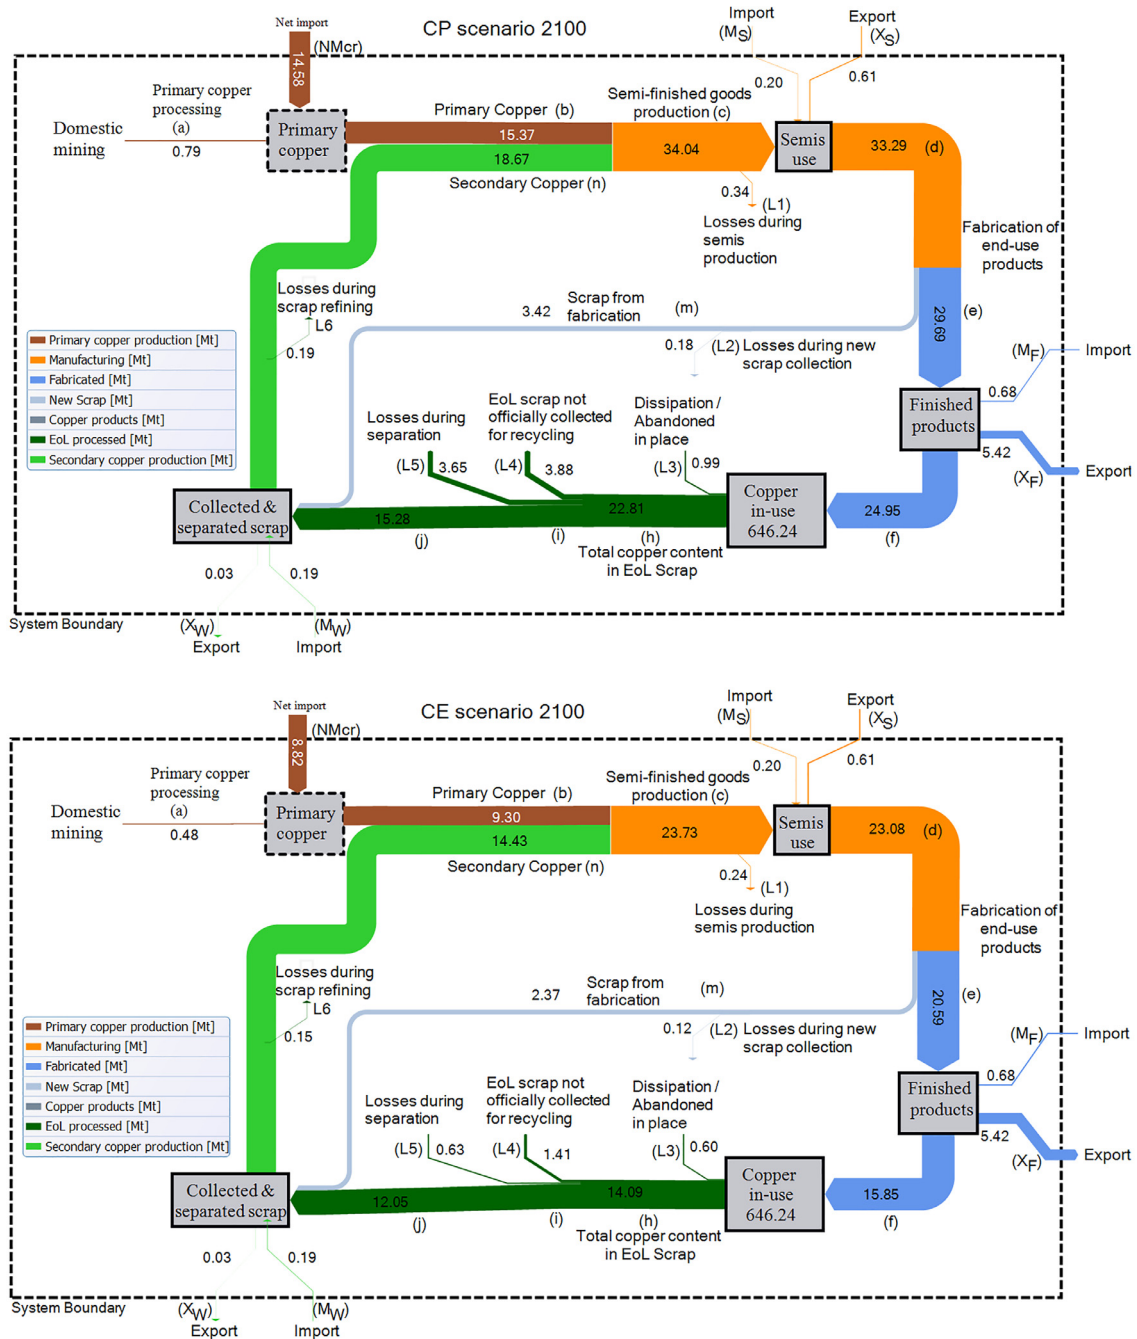 CP scenario 2100
Net import
(NMcr)
14.58
Import
(MS)
0.20
Export
(XS)
0.61
Primary copper
processing
(a)
Domestic
mining
0.79
Primary
copper
Primary Copper (b)
15.37
18.67
Secondary Copper (n)
Semi-finished goods
production (c)
34.04
Semis
use
33.29
(d)
0.34
(L1)
Losses during
semis
production
Fabrication of
end-use
products
Losses during
scrap refining
L6
0.19
3.42
Scrap from
fabrication
(m)
29.69
(e)
0.18
(L2)
Losses during new
scrap collection
(MF)
Import
0.68
Primary copper production [Mt]
Manufacturing [Mt]
Fabricated [Mt]
New Scrap [Mt]
Copper products [Mt]
EoL processed [Mt]
Secondary copper production [Mt]
Finished
products
5.42
(XF)
Export
Losses during
separation
(L5)
3.65
EoL scrap not
officially collected
for recycling
(L4)
3.88
Dissipation /
Abandoned
in place
(L3)
0.99
Collected &
separated scrap
15.28
(j)
(i)
22.81
(h)
Total copper content
in EoL Scrap
Copper
in-use
646.24
24.95
(f)
0.03
0.19
System Boundary
(XW)
Export
(MW)
Import
CE scenario 2100
Net import
(NMcr)
8.82
Import
(MS)
0.20
Export
(XS)
0.61
Primary copper
processing
(a)
Domestic
mining
0.48
Primary
copper
Primary Copper (b)
9.30
14.43
Secondary Copper (n)
Semi-finished goods
production (c)
23.73
Semis
use
23.08
(d)
0.24
(L1)
Losses during
semis production
Fabrication of
end-use
products
Losses during
scrap refining
L6
0.15
2.37
Scrap from
fabrication
(m)
20.59
(e)
0.12
(L2)
Losses during new
scrap collection
(MF)
Import
0.68
Primary copper production [Mt]
Manufacturing [Mt]
Fabricated [Mt]
New Scrap [Mt]
Copper products [Mt]
EoL processed [Mt]
Secondary copper production [Mt]
Finished
products
5.42
(XF)
Export
Losses during
separation
(L5)
0.63
EoL scrap not
officially collected
for recycling
(L4)
1.41
Dissipation /
Abandoned
in place
(L3)
0.60
Collected &
separated scrap
12.05
(j)
(i)
14.09
(h)
Total copper content
in EoL Scrap
Copper
in-use
646.24
15.85
(f)
0.03
0.19
System Boundary
(XW)
Export
(MW)
Import